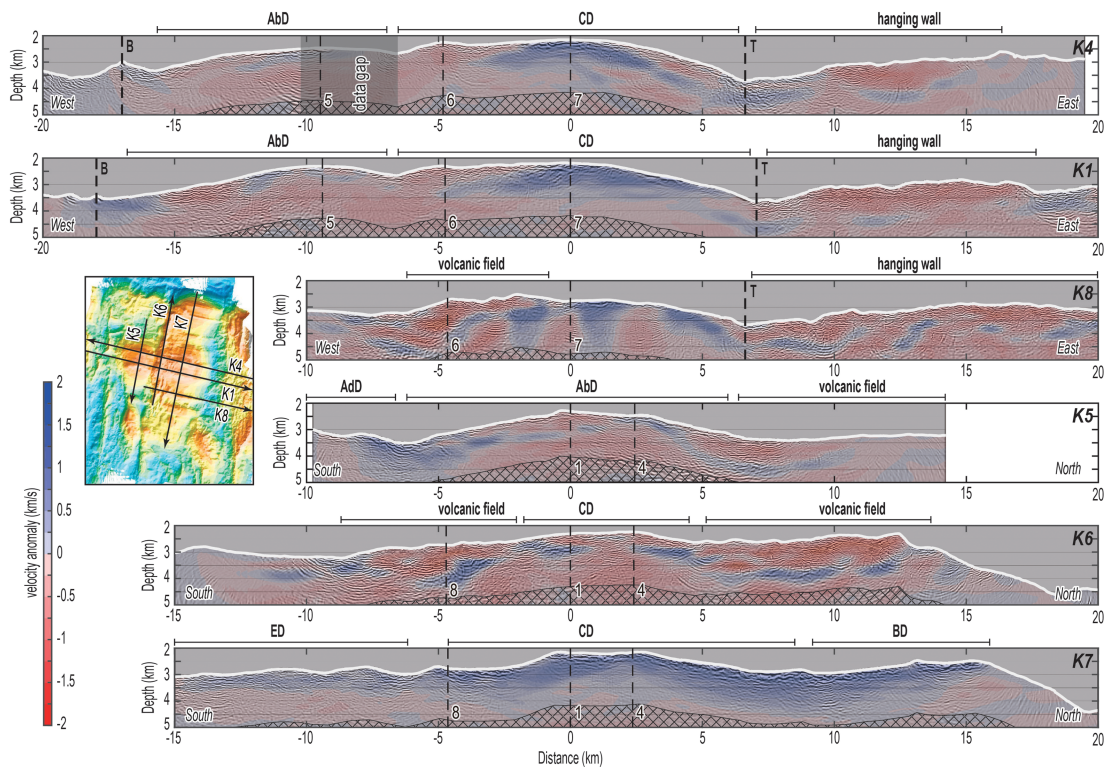 AbD CD hanging wall
2 3 4 5 Depth (km) B data gap 5 6 7 T K4
West East
-20 -15 -10 -5 0 5 10 15 20
AbD CD hanging wall
2 3 4 5 Depth (km) B 5 6 7 T K1
West East
-20 -15 -10 -5 0 5 10 15 20
volcanic field hanging wall
2 3 4 5 Depth (km) 6 7 T K8
West East
-10 -5 0 5 10 15 20
K6 K7 K5 K4 K1 K8
AdD AbD volcanic field
2 3 4 5 Depth (km) 1 4 K5
South North
-10 -5 0 5 10 15 20
volcanic field CD volcanic field
2 3 4 5 Depth (km) 8 1 4 K6
South North
-15 -10 -5 0 5 10 15 20
ED CD BD
2 3 4 5 Depth (km) 8 1 4 K7
South North
-15 -10 -5 0 5 10 15 20
Distance (km)
velocity anomaly (km/s)
2
1.5
1
0.5
0
-0.5
-1
-1.5
-2